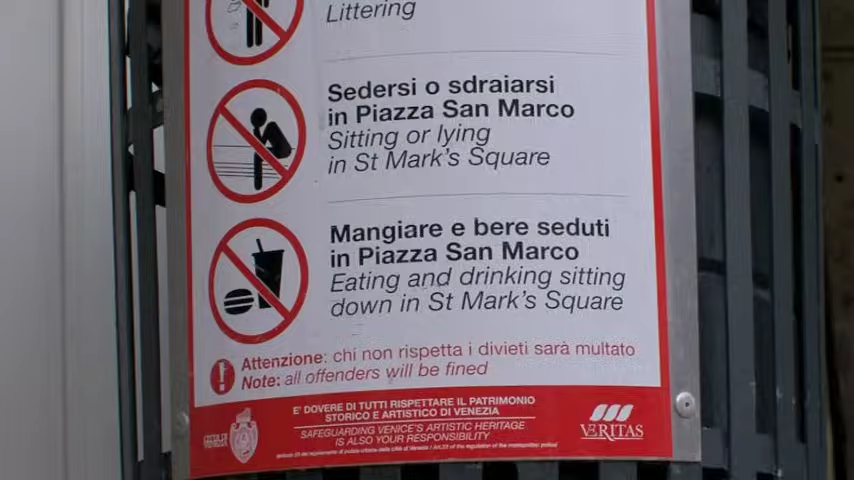 Littering
Sedersi o sdraiarsi
in Piazza San Marco
Sitting or lying
in St Mark's Square
Mangiare e bere seduti
in Piazza San Marco
Eating and drinking sitting
down in St Mark's Square
Attenzione: chi non rispetta i divieti sarà multato
Note: all offenders will be fined
E' DOVERE DI TUTTI RISPETTARE IL PATRIMONIO
STORICO E ARTISTICO DI VENEZIA
SAFEGUARDING VENICE'S ARTISTIC HERITAGE
IS ALSO YOUR RESPONSIBILITY
CITTA' DI
VENEZIA
VERITAS